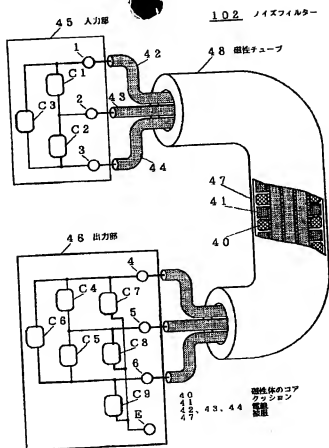 102 ノイズフィルター
45 入力部
48 磁性チューブ
1
42
C1
43
2
C3
C2
3
44
47
41
40
46 出力部
4
C4
C7
5
C6
C5
C8
6
C9
E
40 磁性体のコア
41 クッション
42, 43, 44 電線
47